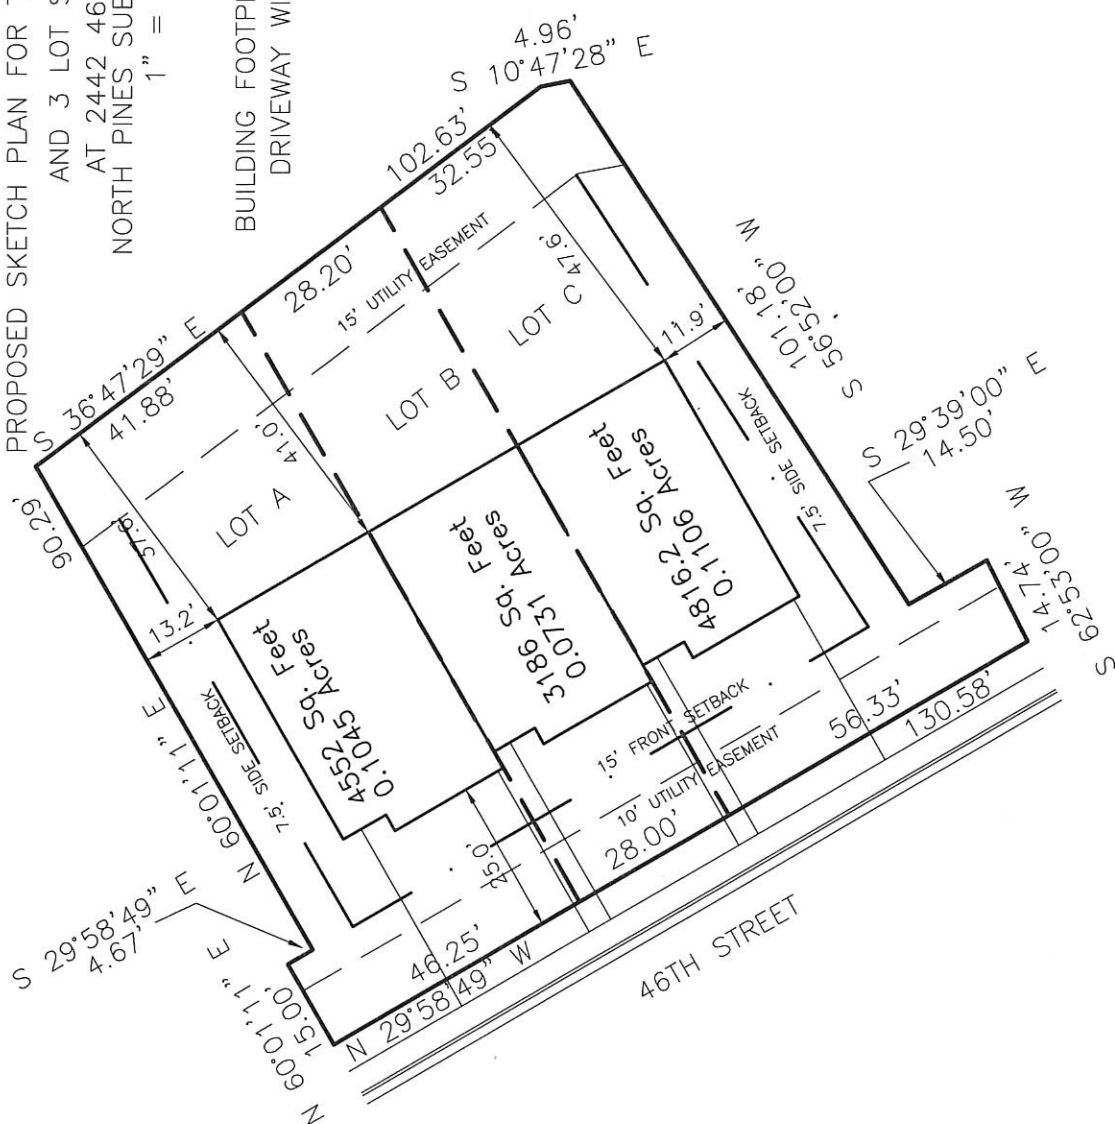 PROPOSED SKETCH PLAN FOR
AND 3 LOT
AT 2442 46
NORTH PINES SUB
1" =
BUILDING FOOTP
DRIVEWAY WI
4.96'
S 10°47'28" E
102.63'
32.55'
S 36°47'29" E
41.88'
28.20'
15' UTILITY EASEMENT
90.29'
37.6'
41.0'
47.6'
LOT A
LOT B
LOT C
13.2'
11.9'
S 56°52'00" W
101.18'
7.5' SIDE SETBACK
S 29°39'00" E
14.50'
4552 Sq. Feet
0.1045 Acres
3186 Sq. Feet
0.0731 Acres
4816.2 Sq. Feet
0.1106 Acres
N 60°01'11" E
7.5' SIDE SETBACK
15' FRONT SETBACK
10' UTILITY EASEMENT
S 29°58'49" E
4.67'
25.0'
28.00'
56.33'
130.58'
14.74'
S 62°53'00" W
N 60°01'11" E
15.00'
46.25'
N 29°58'49" W
46TH STREET